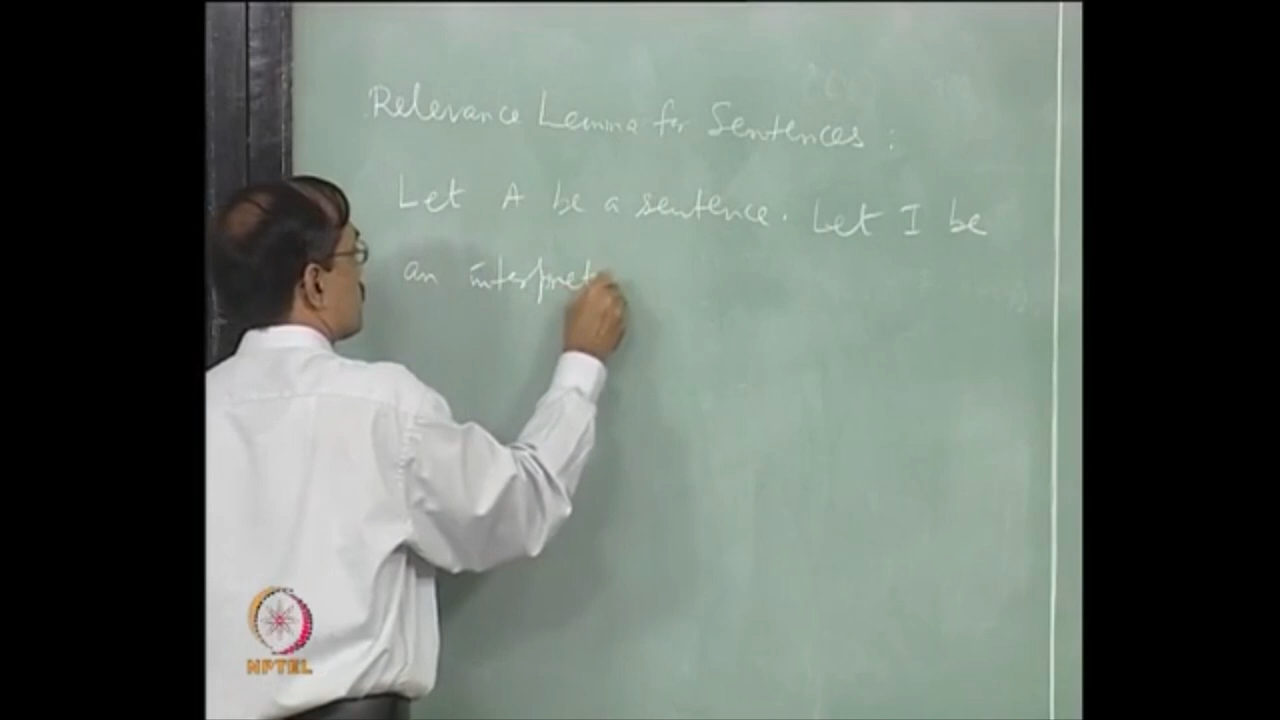 Relevance Lemma for Sentences :
Let A be a sentence. Let I be
an interpret
NPTEL